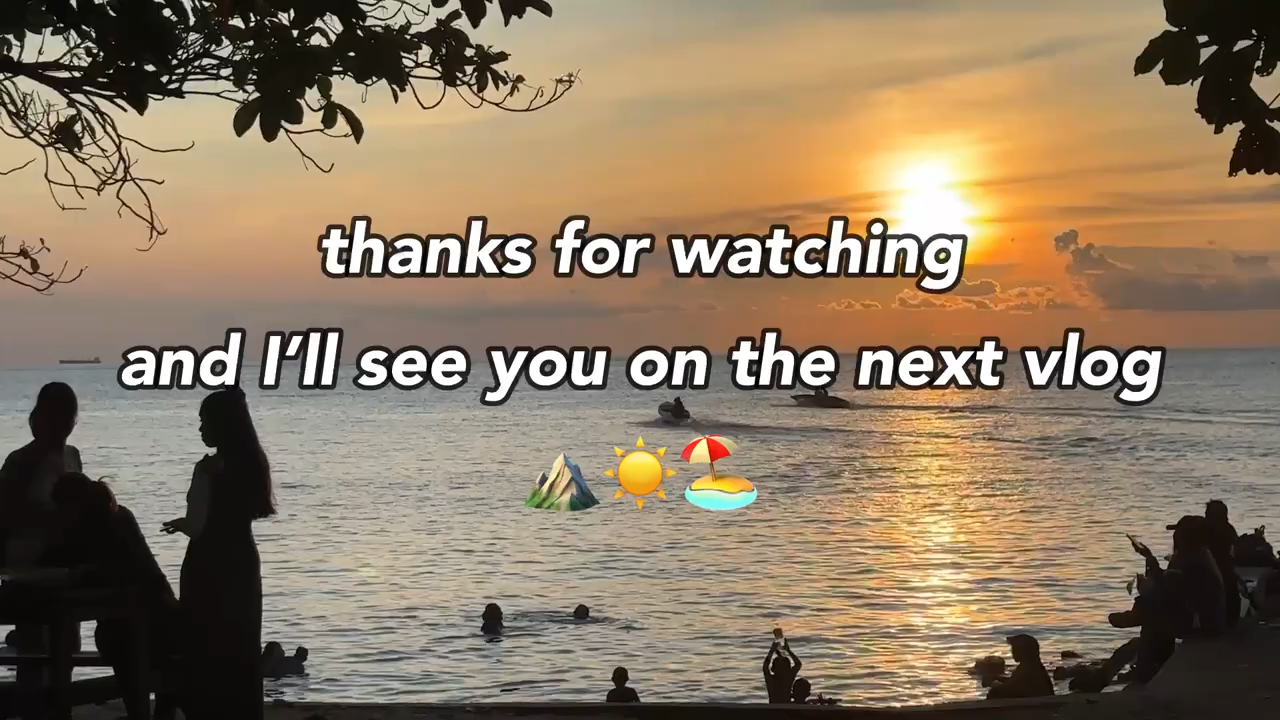 thanks for watching
and I’ll see you on the next vlog
⛰️☀️🏖️